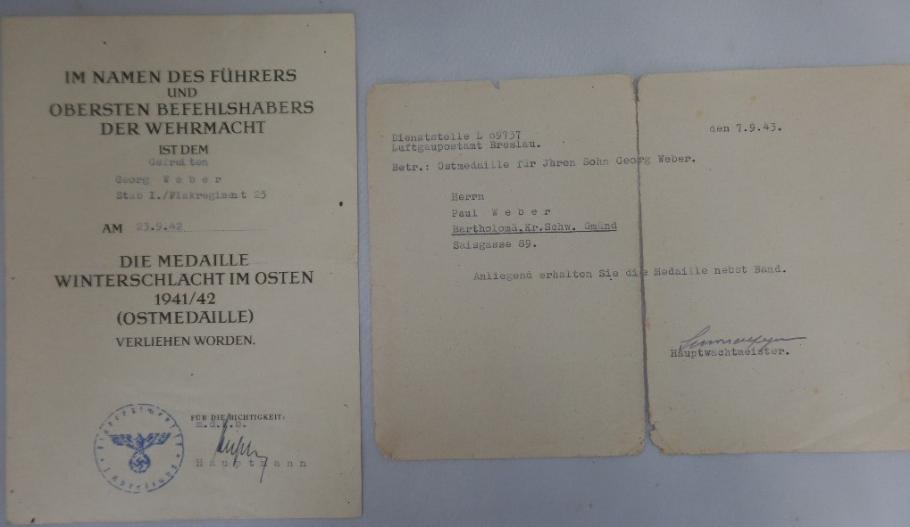 IM NAMEN DES FÜHRERS
UND
OBERSTEN BEFEHLSHABERS
DER WEHRMACHT
IST DEM
Gefreiten
Georg Weber
Stab I./Flakregiment 25
AM 23.9.42
DIE MEDAILLE
WINTERSCHLACHT IM OSTEN
1941/42
(OSTMEDAILLE)
VERLIEHEN WORDEN.
FÜR DIE RICHTIGKEIT:
m.d.F.b.
Hauptmann
den 7.9.43.
Dienststelle L 09737
Luftgaupostamt Breslau.
Betr.: Ostmedaille für Jhren Sohn Georg Weber.
Herrn
Paul Weber
Bartholomä,Kr.Schw. Gmünd
Saisgasse 89.
Anliegend erhalten Sie die Medaille nebst Band.
Hauptwachtmeister.